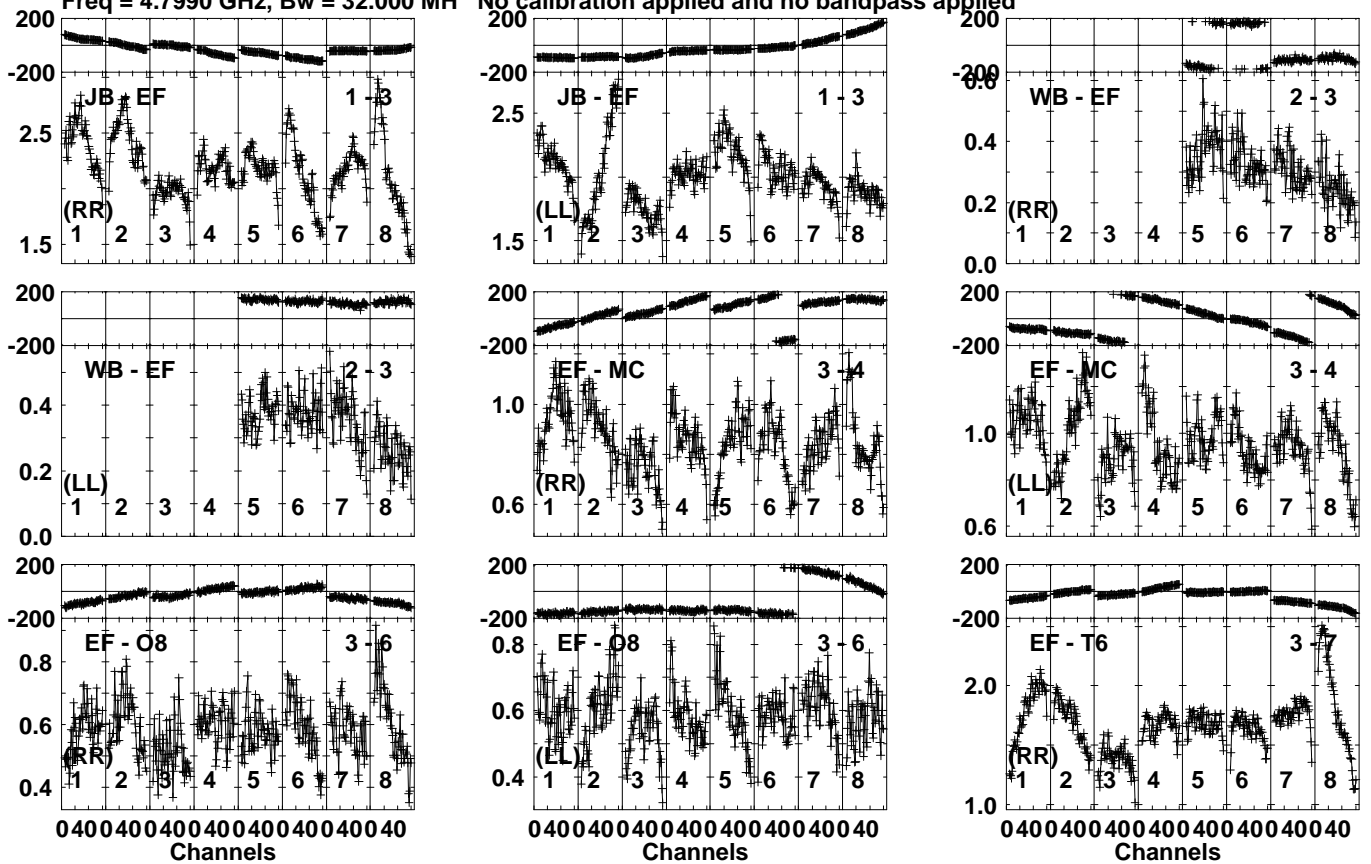 Freq = 4.7990 GHz, Bw = 32.000 MH No calibration applied and no bandpass applied
200
-200
JB - EF
1 - 3
2.5
(RR)
1.5
1 2 3 4 5 6 7 8
200
-200
JB - EF
1 - 3
2.5
(LL)
1.5
1 2 3 4 5 6 7 8
200
-200
0.6
WB - EF
2 - 3
0.4
0.2
(RR)
1 2 3 4 5 6 7 8
0.0
200
-200
WB - EF
2 - 3
0.4
0.2
(LL)
1 2 3 4 5 6 7 8
0.0
200
-200
EF - MC
3 - 4
1.0
(RR)
0.6
1 2 3 4 5 6 7 8
200
-200
EF - MC
3 - 4
1.0
(LL)
0.6
1 2 3 4 5 6 7 8
200
-200
EF - O8
3 - 6
0.8
0.6
(RR)
0.4
1 2 3 4 5 6 7 8
0 40 0 40 0 40 0 40 0 40 0 40 0 40 0 40
Channels
200
-200
EF - O8
3 - 6
0.8
0.6
(LL)
0.4
1 2 3 4 5 6 7 8
0 40 0 40 0 40 0 40 0 40 0 40 0 40 0 40
Channels
200
-200
EF - T6
3 - 7
2.0
(RR)
1.0
1 2 3 4 5 6 7 8
0 40 0 40 0 40 0 40 0 40 0 40 0 40 0 40
Channels